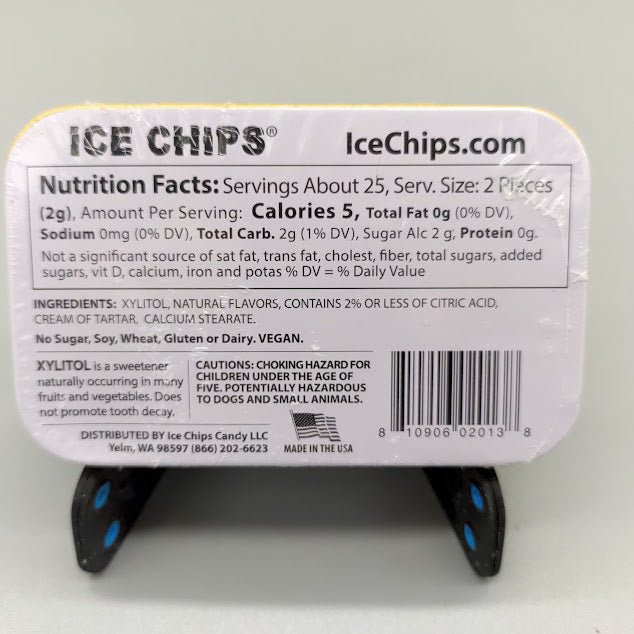 ICE CHIPS® IceChips.com
Nutrition Facts: Servings About 25, Serv. Size: 2 Pieces
(2g), Amount Per Serving: Calories 5, Total Fat 0g (0% DV),
Sodium 0mg (0% DV), Total Carb. 2g (1% DV), Sugar Alc 2 g, Protein 0g.
Not a significant source of sat fat, trans fat, cholest, fiber, total sugars, added
sugars, vit D, calcium, iron and potas % DV = % Daily Value
INGREDIENTS: XYLITOL, NATURAL FLAVORS, CONTAINS 2% OR LESS OF CITRIC ACID,
CREAM OF TARTAR, CALCIUM STEARATE.
No Sugar, Soy, Wheat, Gluten or Dairy. VEGAN.
XYLITOL is a sweetener
naturally occurring in many
fruits and vegetables. Does
not promote tooth decay.
CAUTIONS: CHOKING HAZARD FOR
CHILDREN UNDER THE AGE OF
FIVE. POTENTIALLY HAZARDOUS
TO DOGS AND SMALL ANIMALS.
DISTRIBUTED BY Ice Chips Candy LLC
Yelm, WA 98597 (866) 202-6623
MADE IN THE USA
8 10906 02013 8